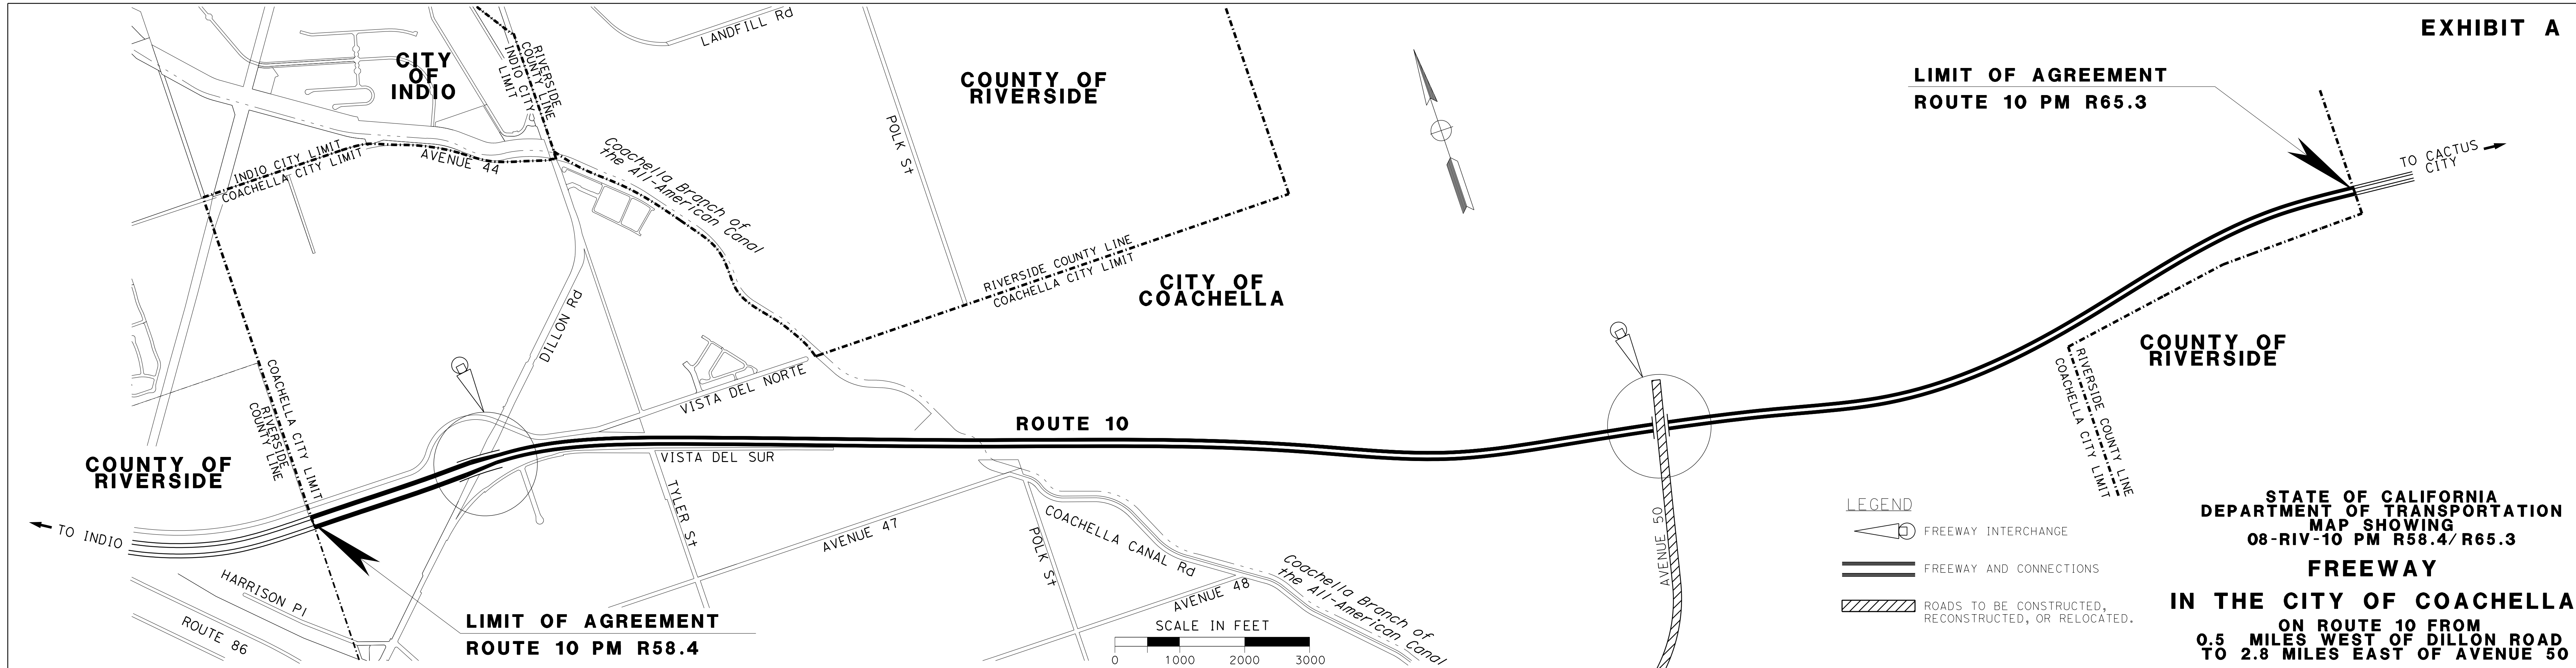 EXHIBIT A
LANDFILL Rd
CITY
OF
INDIO
RIVERSIDE
COUNTY LINE
INDIO CITY
LIMIT
COUNTY OF
RIVERSIDE
LIMIT OF AGREEMENT
ROUTE 10 PM R65.3
POLK St
INDIO CITY LIMIT
COACHELLA CITY LIMIT
AVENUE 44
Coachella Branch of
the All-American Canal
TO CACTUS
CITY
RIVERSIDE COUNTY LINE
COACHELLA CITY LIMIT
CITY OF
COACHELLA
DILLON Rd
COUNTY OF
RIVERSIDE
RIVERSIDE COUNTY LINE
COACHELLA CITY LIMIT
COACHELLA CITY LIMIT
RIVERSIDE
COUNTY LINE
VISTA DEL NORTE
ROUTE 10
VISTA DEL SUR
COUNTY OF
RIVERSIDE
TYLER St
TO INDIO
AVENUE 47
POLK St
COACHELLA CANAL Rd
AVENUE 48
Coachella Branch of
the All-American Canal
AVENUE 50
HARRISON Pl
ROUTE 86
LIMIT OF AGREEMENT
ROUTE 10 PM R58.4
SCALE IN FEET
0 1000 2000 3000
LEGEND
FREEWAY INTERCHANGE
FREEWAY AND CONNECTIONS
ROADS TO BE CONSTRUCTED,
RECONSTRUCTED, OR RELOCATED.
STATE OF CALIFORNIA
DEPARTMENT OF TRANSPORTATION
MAP SHOWING
08-RIV-10 PM R58.4/R65.3
FREEWAY
IN THE CITY OF COACHELLA
ON ROUTE 10 FROM
0.5 MILES WEST OF DILLON ROAD
TO 2.8 MILES EAST OF AVENUE 50